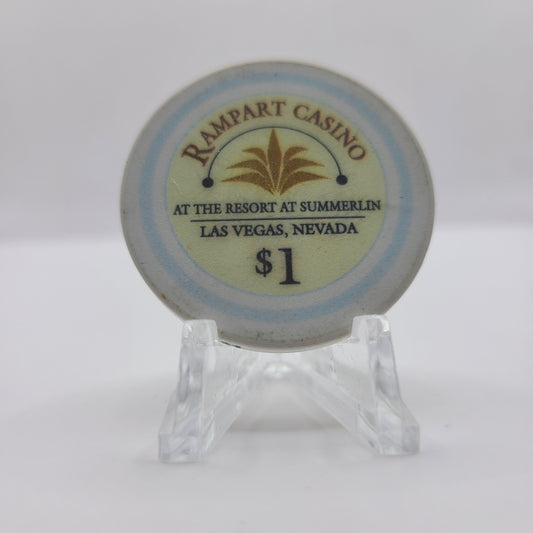 RAMPART CASINO
AT THE RESORT AT SUMMERLIN
LAS VEGAS, NEVADA
$1